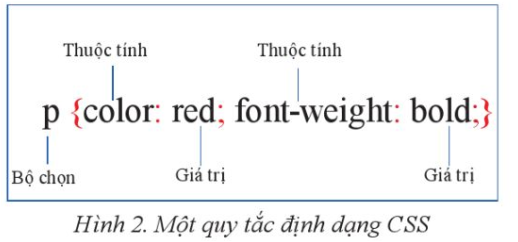 Thuộc tính Thuộc tính
p {color: red; font-weight: bold;}
Bộ chọn Giá trị Giá trị
Hình 2. Một quy tắc định dạng CSS